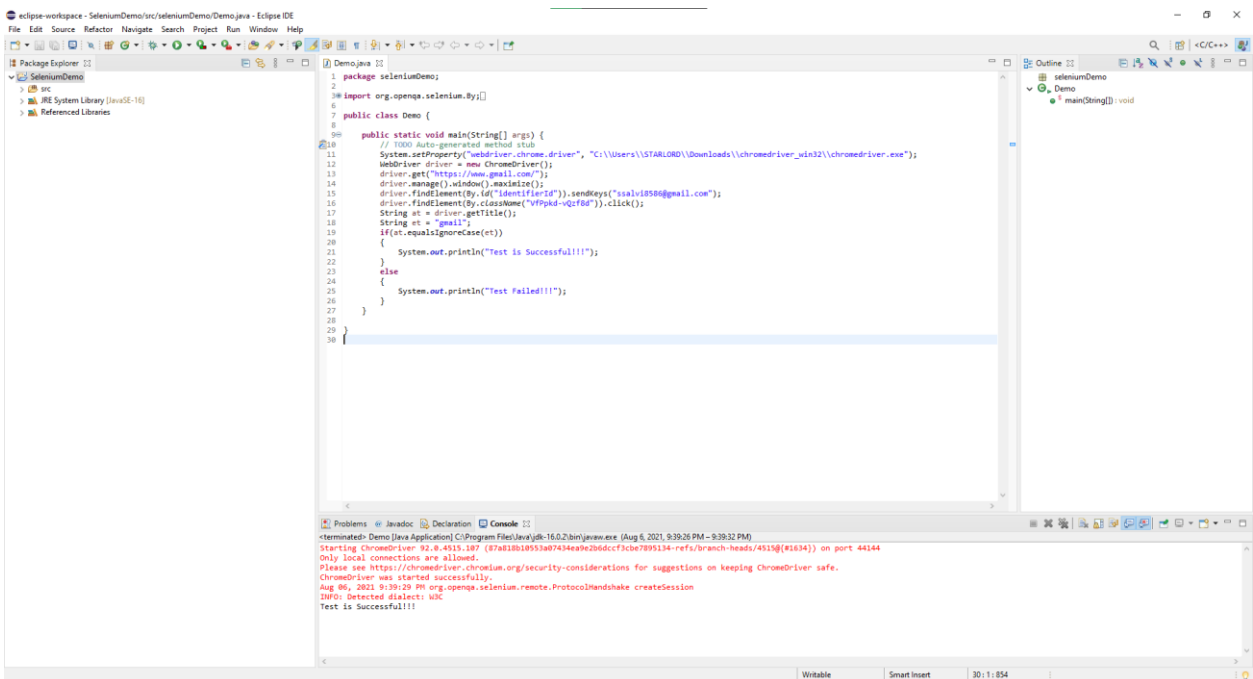 eclipse-workspace - SeleniumDemo/src/seleniumDemo/Demo.java - Eclipse IDE
File Edit Source Refactor Navigate Search Project Run Window Help
<C/C++>
Package Explorer
SeleniumDemo
src
JRE System Library [JavaSE-16]
Referenced Libraries
Demo.java
1 package seleniumDemo;
2
3 import org.openqa.selenium.By;
6
7 public class Demo {
8
9 public static void main(String[] args) {
10 // TODO Auto-generated method stub
11 System.setProperty("webdriver.chrome.driver", "C:\\Users\\STARLORD\\Downloads\\chromedriver_win32\\chromedriver.exe");
12 WebDriver driver = new ChromeDriver();
13 driver.get("https://www.gmail.com/");
14 driver.manage().window().maximize();
15 driver.findElement(By.id("identifierId")).sendKeys("ssalvi8586@gmail.com");
16 driver.findElement(By.className("VfPpkd-vQzf8d")).click();
17 String at = driver.getTitle();
18 String et = "gmail";
19 if(at.equalsIgnoreCase(et))
20 {
21 System.out.println("Test is Successful!!!");
22 }
23 else
24 {
25 System.out.println("Test Failed!!!");
26 }
27 }
28
29 }
30
Outline
seleniumDemo
Demo
main(String[]) : void
Problems Javadoc Declaration Console
<terminated> Demo [Java Application] C:\Program Files\Java\jdk-16.0.2\bin\javaw.exe (Aug 6, 2021, 9:39:26 PM – 9:39:32 PM)
Starting ChromeDriver 92.0.4515.107 (87a818b10553a07434ea9e2b6dccf3cbe7895134-refs/branch-heads/4515@{#1634}) on port 44144
Only local connections are allowed.
Please see https://chromedriver.chromium.org/security-considerations for suggestions on keeping ChromeDriver safe.
ChromeDriver was started successfully.
Aug 06, 2021 9:39:29 PM org.openqa.selenium.remote.ProtocolHandshake createSession
INFO: Detected dialect: W3C
Test is Successful!!!
Writable Smart Insert 30 : 1 : 854